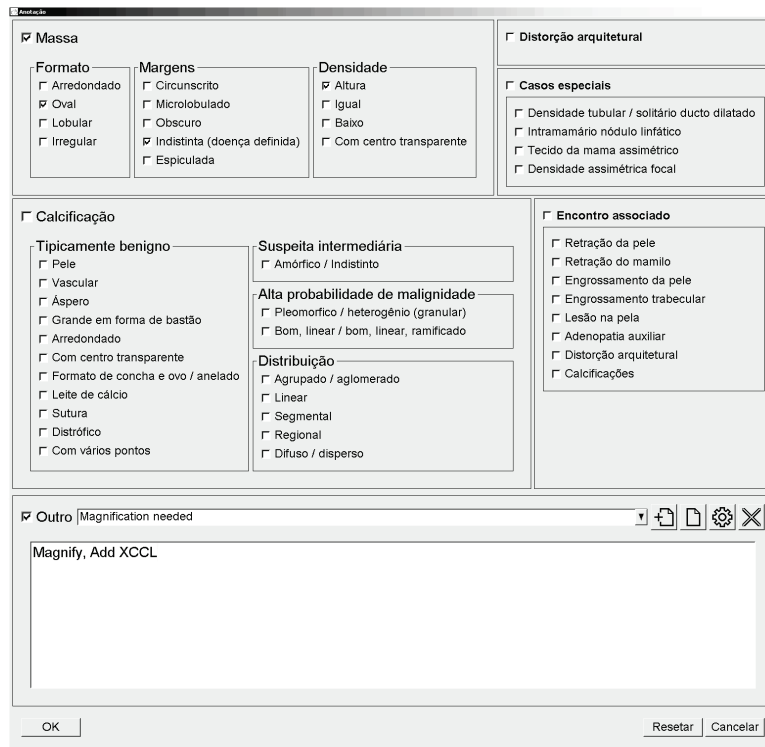 Anotação
Massa
Formato
Arredondado
Oval
Lobular
Irregular
Margens
Circunscrito
Microlobulado
Obscuro
Indistinta (doença definida)
Espiculada
Densidade
Altura
Igual
Baixo
Com centro transparente
Distorção arquitetural
Casos especiais
Densidade tubular / solitário ducto dilatado
Intramamário nódulo linfático
Tecido da mama assimétrico
Densidade assimétrica focal
Calcificação
Tipicamente benigno
Pele
Vascular
Áspero
Grande em forma de bastão
Arredondado
Com centro transparente
Formato de concha e ovo / anelado
Leite de cálcio
Sutura
Distrófico
Com vários pontos
Suspeita intermediária
Amórfico / Indistinto
Alta probabilidade de malignidade
Pleomorfico / heterogênio (granular)
Bom, linear / bom, linear, ramificado
Distribuição
Agrupado / aglomerado
Linear
Segmental
Regional
Difuso / disperso
Encontro associado
Retração da pele
Retração do mamilo
Engrossamento da pele
Engrossamento trabecular
Lesão na pela
Adenopatia auxiliar
Distorção arquitetural
Calcificações
Outro Magnification needed
Magnify, Add XCCL
OK Resetar Cancelar